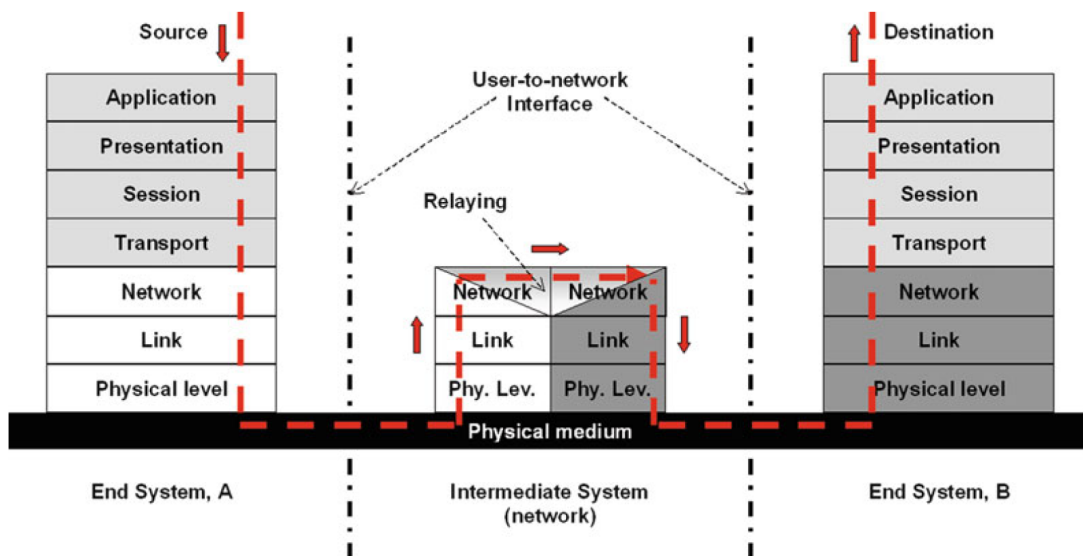 Source
Destination
User-to-network
Interface
Application
Presentation
Session
Transport
Network
Link
Physical level
Relaying
Network
Network
Link
Link
Phy. Lev.
Phy. Lev.
Application
Presentation
Session
Transport
Network
Link
Physical level
Physical medium
End System, A
Intermediate System
(network)
End System, B